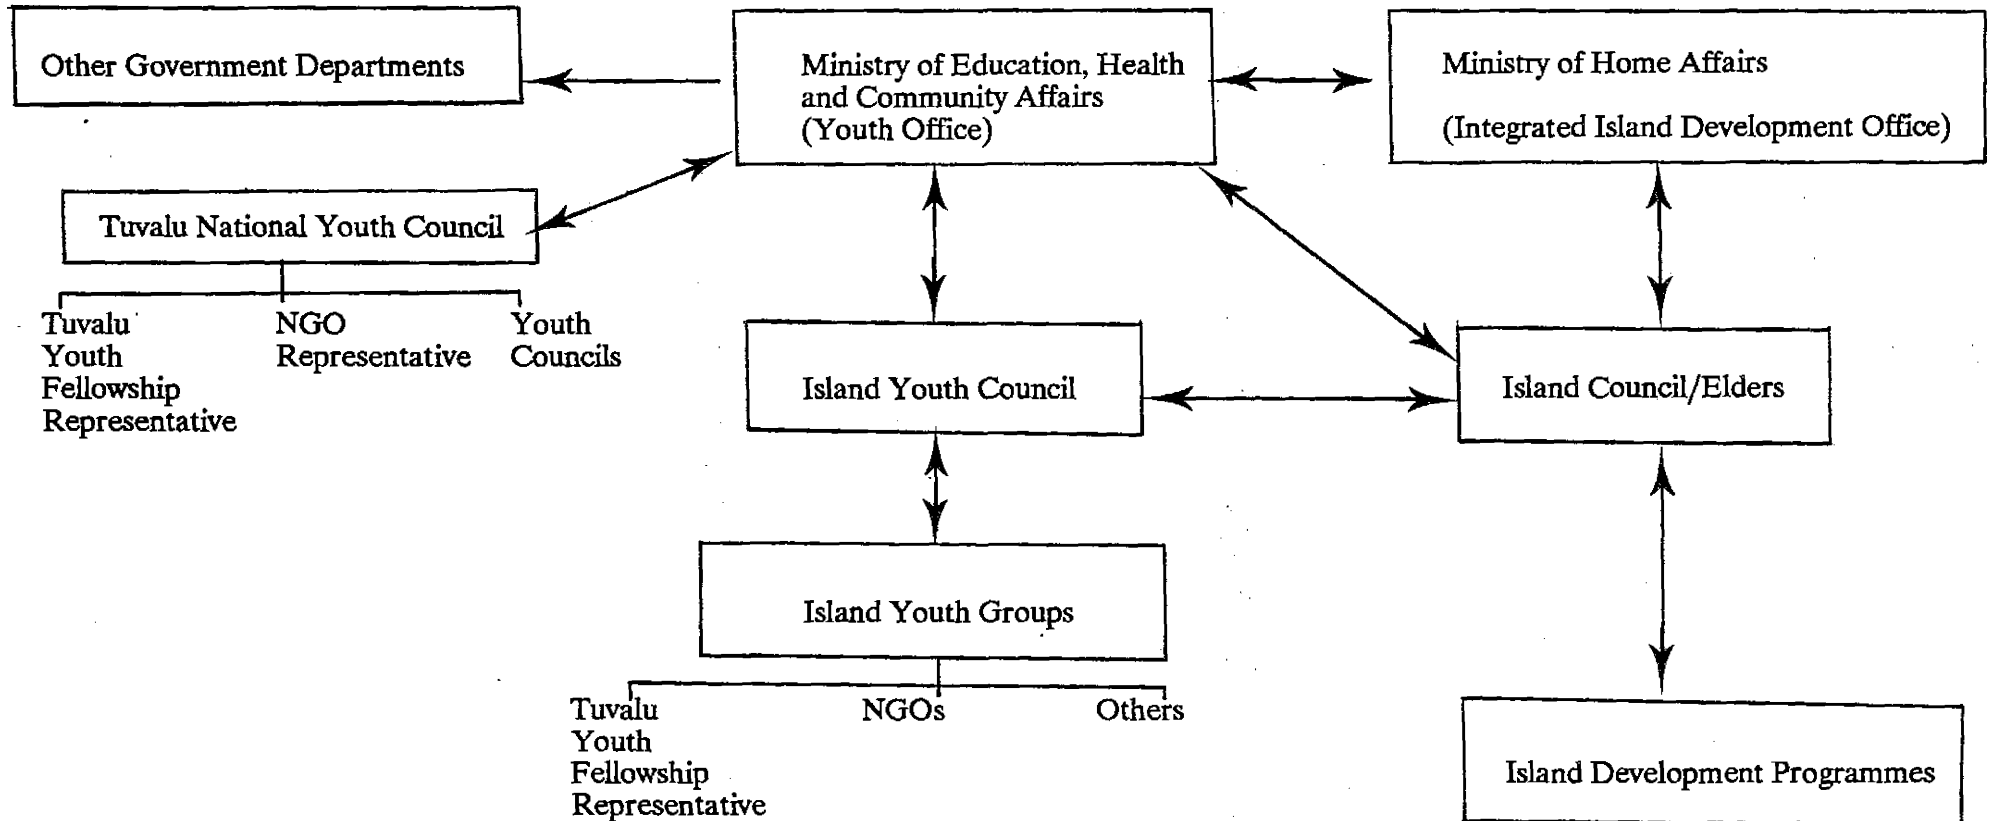 Other Government Departments
Ministry of Education, Health
and Community Affairs
(Youth Office)
Ministry of Home Affairs
(Integrated Island Development Office)
Tuvalu National Youth Council
Tuvalu
Youth
Fellowship
Representative
NGO
Representative
Youth
Councils
Island Youth Council
Island Council/Elders
Island Youth Groups
Tuvalu
Youth
Fellowship
Representative
NGOs
Others
Island Development Programmes